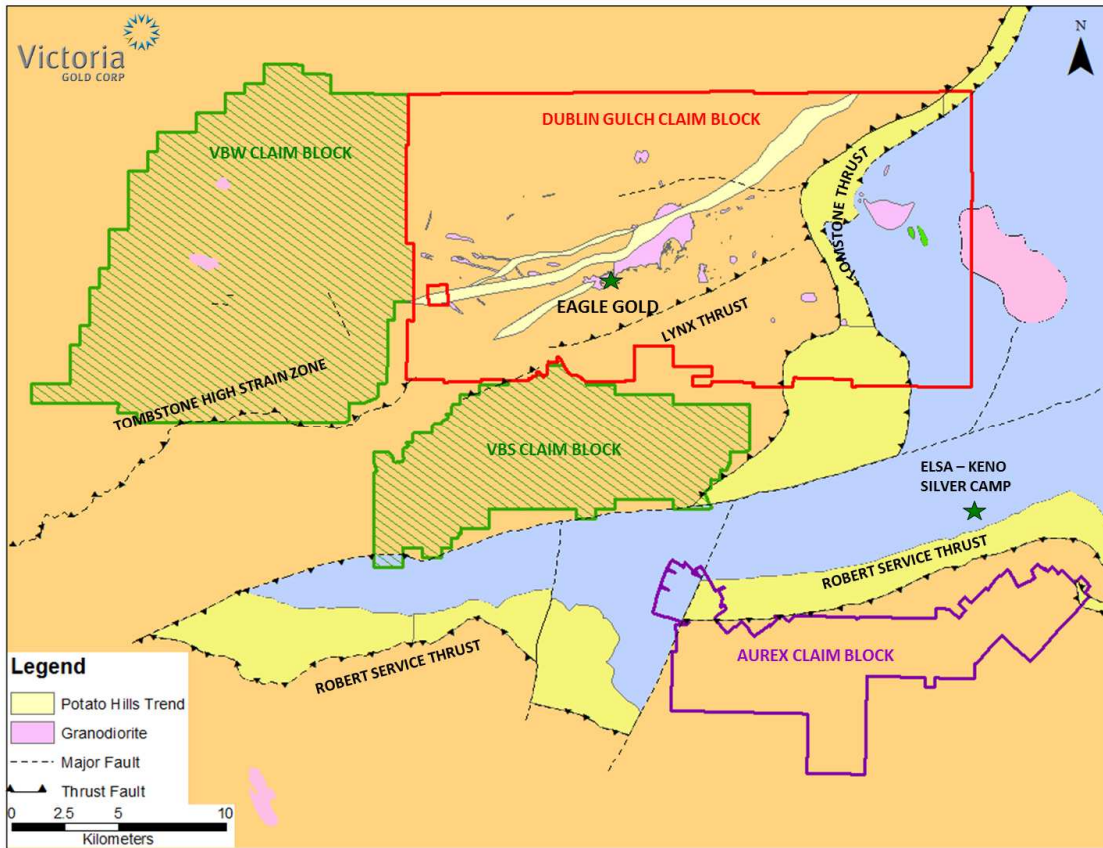 Victoria
GOLD CORP
N
DUBLIN GULCH CLAIM BLOCK
VBW CLAIM BLOCK
TOMSTONE THRUST
EAGLE GOLD
LYNX THRUST
TOMBSTONE HIGH STRAIN ZONE
VBS CLAIM BLOCK
ELSA – KENO
SILVER CAMP
ROBERT SERVICE THRUST
AUREX CLAIM BLOCK
ROBERT SERVICE THRUST
Legend
Potato Hills Trend
Granodiorite
Major Fault
Thrust Fault
0 2.5 5 10
Kilometers